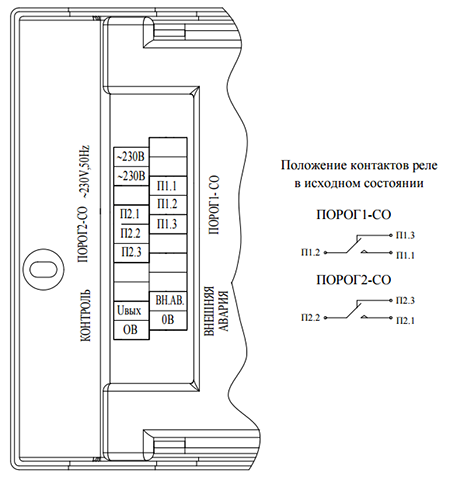 ~230V,50Hz
ПОРОГ2-СО
КОНТРОЛЬ
~230В
~230В
П2.1
П2.2
П2.3
Uвых
ОВ
П1.1
П1.2
П1.3
ВН.АВ.
0В
ПОРОГ1- СО
ВНЕШНЯЯ
АВАРИЯ
Положение контактов реле
в исходном состоянии
ПОРОГ1-СО
П1.3
П1.2
П1.1
ПОРОГ2-СО
П2.3
П2.2
П2.1